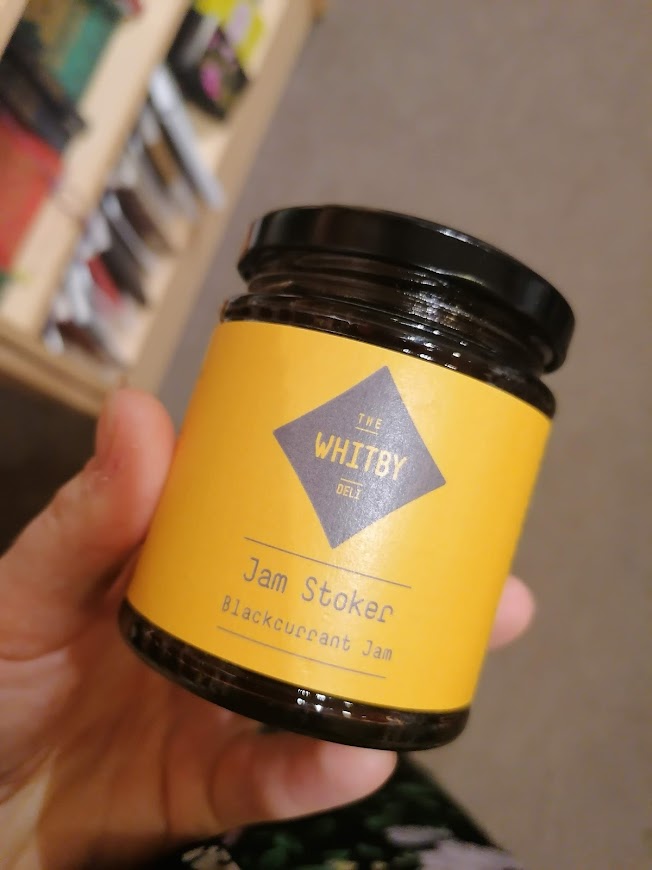 THE
WHITBY
DELI
Jam Stoker
Blackcurrant Jam